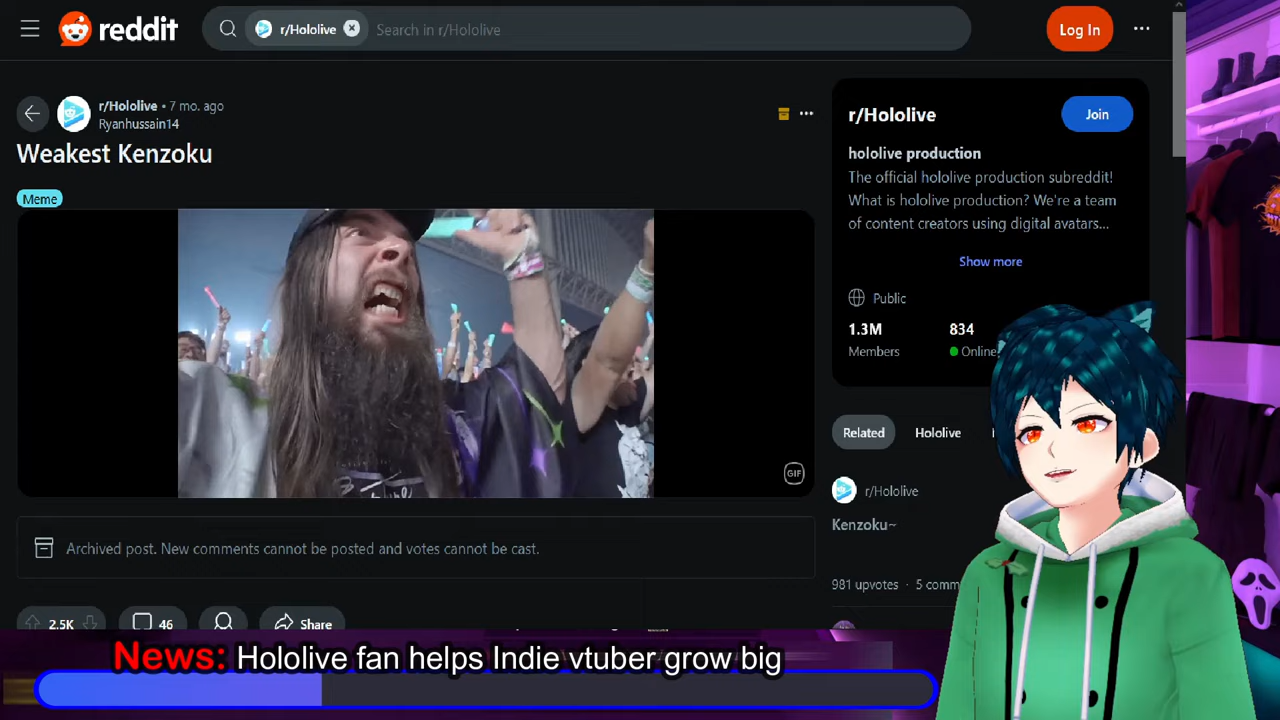 reddit
r/Hololive
Search in r/Hololive
Log In
r/Hololive • 7 mo. ago
Ryanhussain14
Weakest Kenzoku
Meme
GIF
Archived post. New comments cannot be posted and votes cannot be cast.
2.5K
46
Share
r/Hololive
Join
hololive production
The official hololive production subreddit!
What is hololive production? We're a team
of content creators using digital avatars...
Show more
Public
1.3M 834
Members Online
Related Hololive
r/Hololive
Kenzoku~
981 upvotes · 5 comm
News: Hololive fan helps Indie vtuber grow big